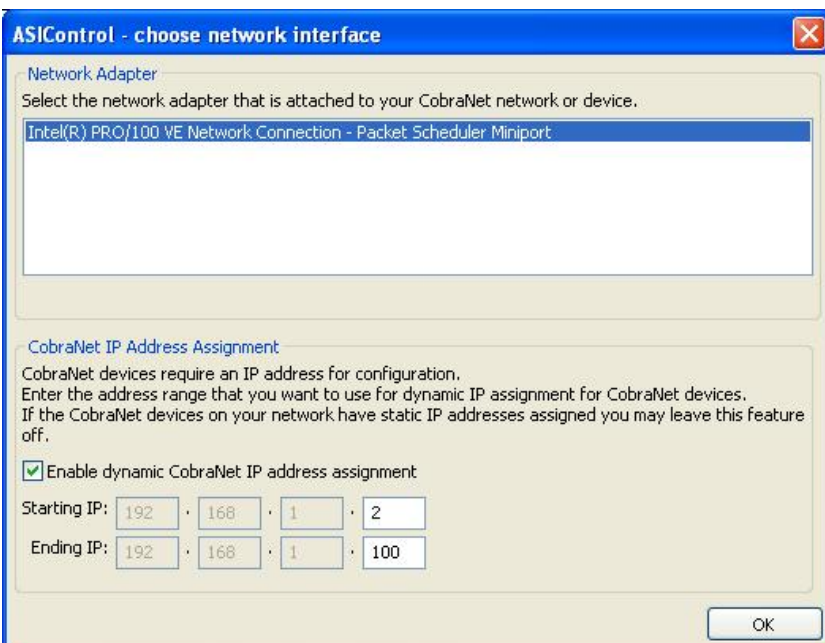 ASIControl - choose network interface
Network Adapter
Select the network adapter that is attached to your CobraNet network or device.
Intel(R) PRO/100 VE Network Connection - Packet Scheduler Miniport
CobraNet IP Address Assignment
CobraNet devices require an IP address for configuration.
Enter the address range that you want to use for dynamic IP assignment for CobraNet devices.
If the CobraNet devices on your network have static IP addresses assigned you may leave this feature
off.
Enable dynamic CobraNet IP address assignment
Starting IP: 192 . 168 . 1 . 2
Ending IP: 192 . 168 . 1 . 100
OK